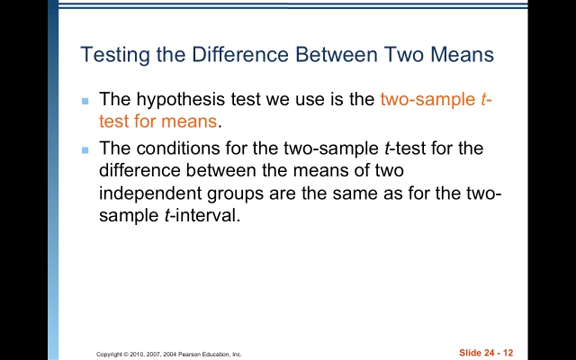 Testing the Difference Between Two Means
The hypothesis test we use is the two-sample t-
test for means.
The conditions for the two-sample t-test for the
difference between the means of two
independent groups are the same as for the two-
sample t-interval.
Copyright © 2010, 2007, 2004 Pearson Education, Inc.
Slide 24 - 12